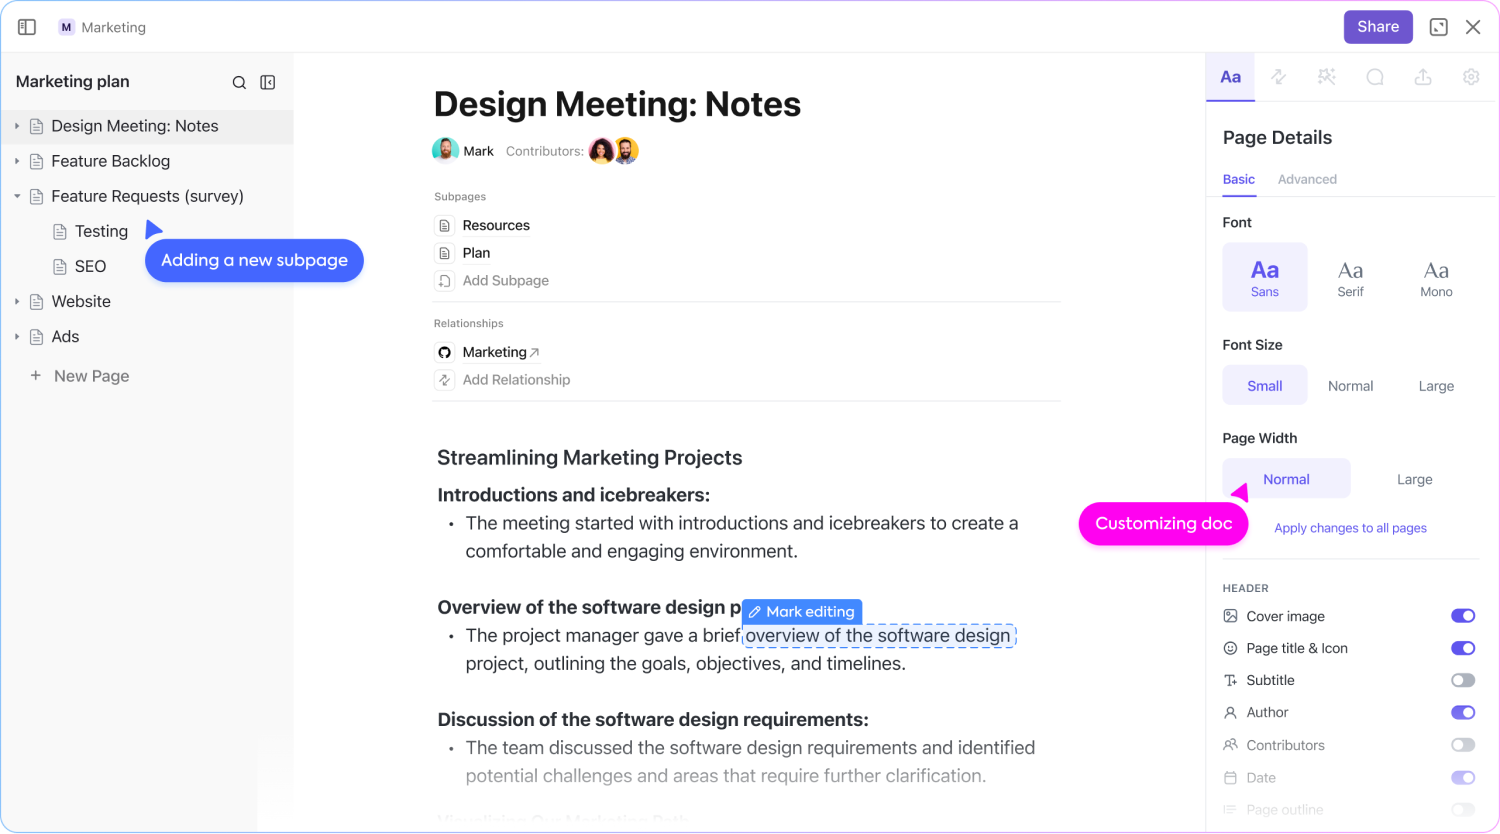 M Marketing
Share
Marketing plan
Design Meeting: Notes
Feature Backlog
Feature Requests (survey)
Testing
Adding a new subpage
SEO
Website
Ads
+ New Page
Design Meeting: Notes
Mark Contributors:
Subpages
Resources
Plan
Add Subpage
Relationships
Marketing
Add Relationship
Streamlining Marketing Projects
Introductions and icebreakers:
• The meeting started with introductions and icebreakers to create a
comfortable and engaging environment.
Overview of the software design p
Mark editing
• The project manager gave a brief overview of the software design
project, outlining the goals, objectives, and timelines.
Discussion of the software design requirements:
• The team discussed the software design requirements and identified
potential challenges and areas that require further clarification.
Aa
Page Details
Basic Advanced
Font
Aa Aa Aa
Sans Serif Mono
Font Size
Small Normal Large
Page Width
Normal Large
Customizing doc
Apply changes to all pages
HEADER
Cover image
Page title & Icon
Subtitle
Author
Contributors
Date
Page outline